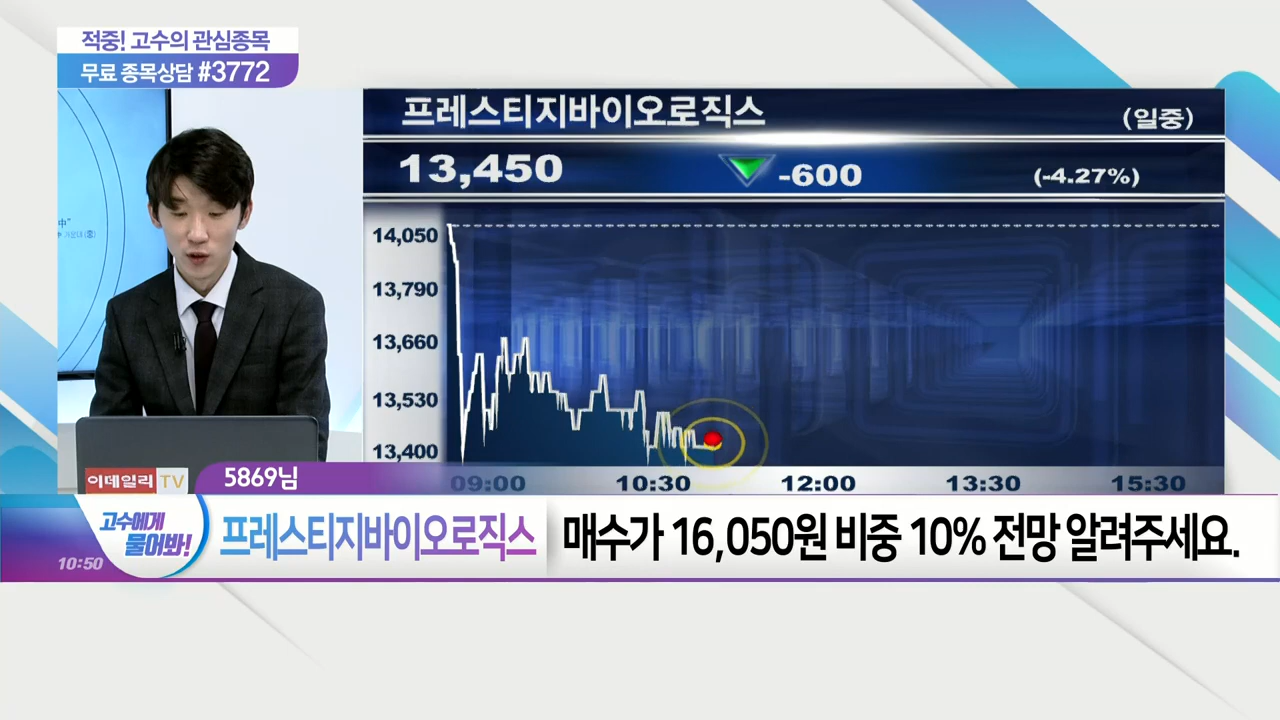 적중! 고수의 관심종목
무료 종목상담 #3772
프레스티지바이오로직스
(일중)
13,450
-600
(-4.27%)
14,050
13,790
13,660
13,530
13,400
09:00
10:30
12:00
13:30
15:30
中”
이데일리 TV
5869님
고수에게
물어봐!
10:50
프레스티지바이오로직스
매수가 16,050원 비중 10% 전망 알려주세요.